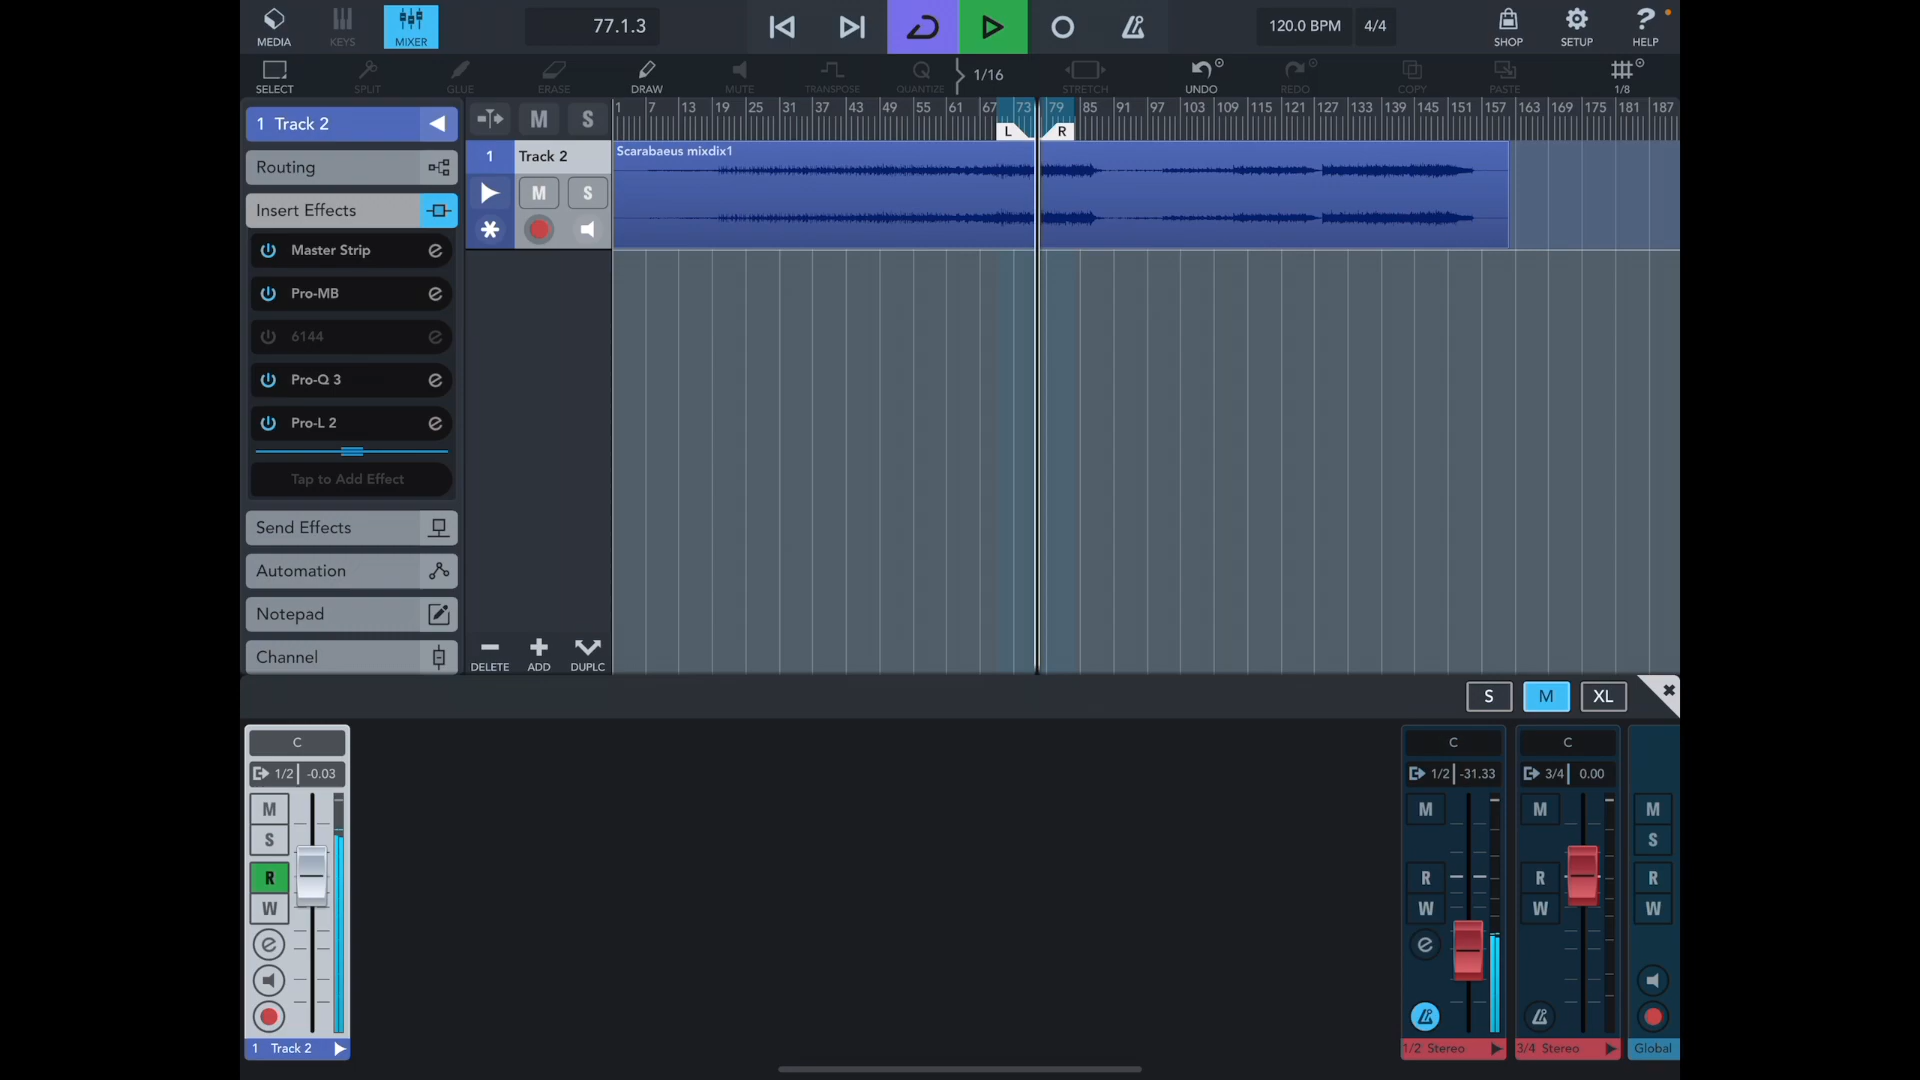 MEDIA KEYS MIXER 77.1.3 120.0 BPM 4/4 SHOP SETUP HELP
SELECT SPLIT GLUE ERASE DRAW MUTE TRANSPOSE Q QUANTIZE 1/16 STRETCH UNDO REDO COPY PASTE 1/8
1 Track 2
M S
1 7 13 19 25 31 37 43 49 55 61 67 73 79 85 91 97 103 109 115 121 127 133 139 145 151 157 163 169 175 181 187
L R
Routing
1 Track 2
Scarabaeus mixdix1
M S
Insert Effects
Master Strip
Pro-MB
6144
Pro-Q 3
Pro-L 2
Tap to Add Effect
Send Effects
Automation
Notepad
Channel
DELETE ADD DUPLC
S M XL
C
1/2 -0.03
M
S
R
W
1 Track 2
C
1/2 -31.33
M
R
W
1/2 Stereo
C
3/4 0.00
M
R
W
3/4 Stereo
M
S
R
W
Global